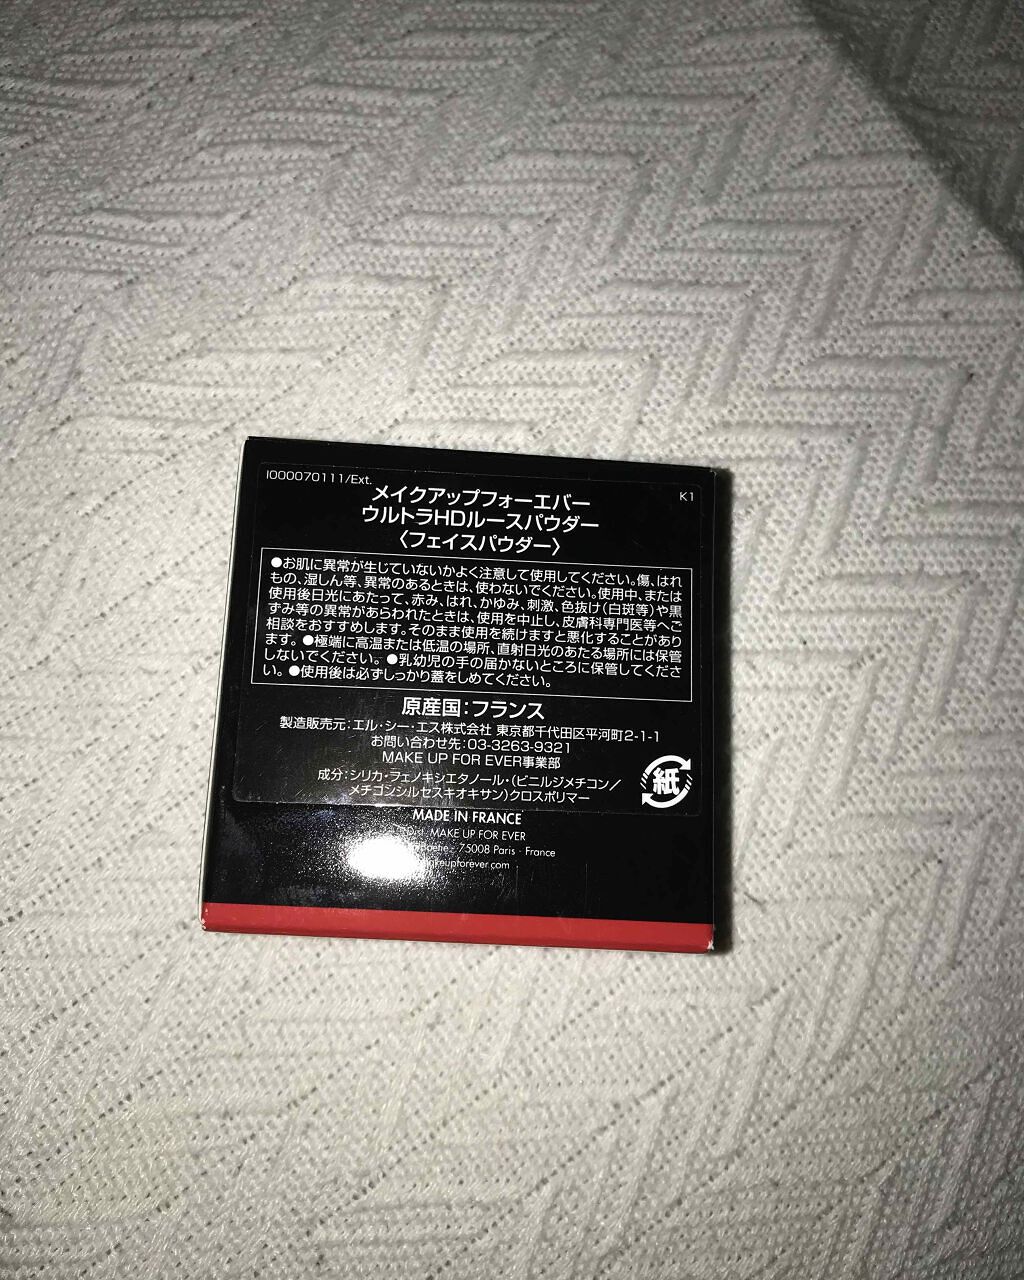 I000070111/Ext.
K1
メイクアップフォーエバー
ウルトラHDルースパウダー
〈フェイスパウダー〉
●お肌に異常が生じていないかよく注意して使用してください。傷、はれ
もの、湿しん等、異常のあるときは、使わないでください。使用中、または
使用後日光にあたって、赤み、はれ、かゆみ、刺激、色抜け(白斑等)や黒
ずみ等の異常があらわれたときは、使用を中止し、皮膚科専門医等へご
相談をおすすめします。そのまま使用を続けますと悪化することがあり
ます。●極端に高温または低温の場所、直射日光のあたる場所には保管
しないでください。●乳幼児の手の届かないところに保管してくださ
い。●使用後は必ずしっかり蓋をしめてください。
原産国:フランス
製造販売元:エル・シー・エス株式会社 東京都千代田区平河町2-1-1
お問い合わせ先:03-3263-9321
MAKE UP FOR EVER事業部
成分:シリカ・フェノキシエタノール・(ビニルジメチコン/
メチコンシルセスキオキサン)クロスポリマー
紙
MADE IN FRANCE
Dist. MAKE UP FOR EVER
75008 Paris · France